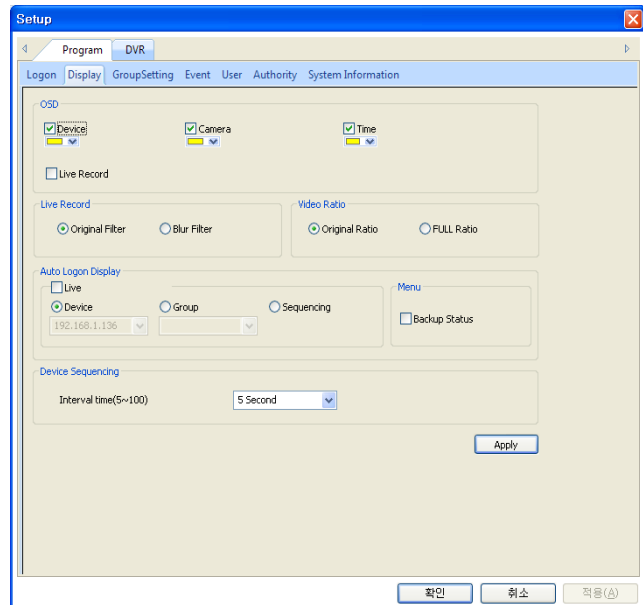 Setup
Program DVR
Logon Display GroupSetting Event User Authority System Information
OSD
Device Camera Time
Live Record
Live Record Video Ratio
Original Filter Blur Filter Original Ratio FULL Ratio
Auto Logon Display
Live Menu
Device Group Sequencing
192.168.1.136 Backup Status
Device Sequencing
Interval time(5~100) 5 Second
Apply
확인 취소 적용(A)